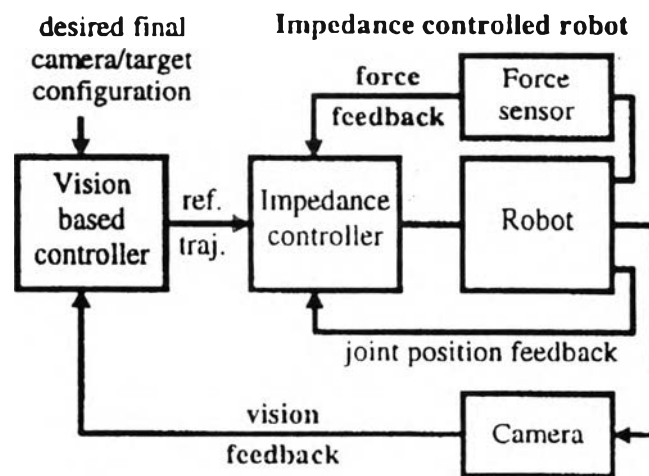 desired final
camera/target
configuration
Impedance controlled robot
force
feedback
Force
sensor
Vision
based
controller
ref.
traj.
Impedance
controller
Robot
joint position feedback
vision
feedback
Camera